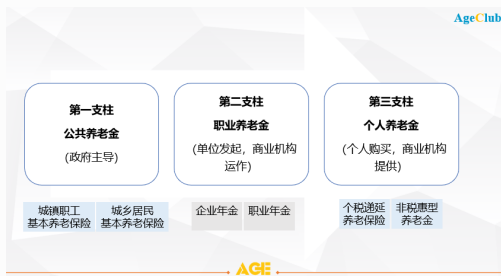 AgeClub
第一支柱
公共养老金
(政府主导)
第二支柱
职业养老金
(单位发起，商业机构
运作)
第三支柱
个人养老金
(个人购买，商业机构
提供)
城镇职工
基本养老保险
城乡居民
基本养老保险
企业年金
职业年金
个税递延
养老保险
非税惠型
养老金
AGE